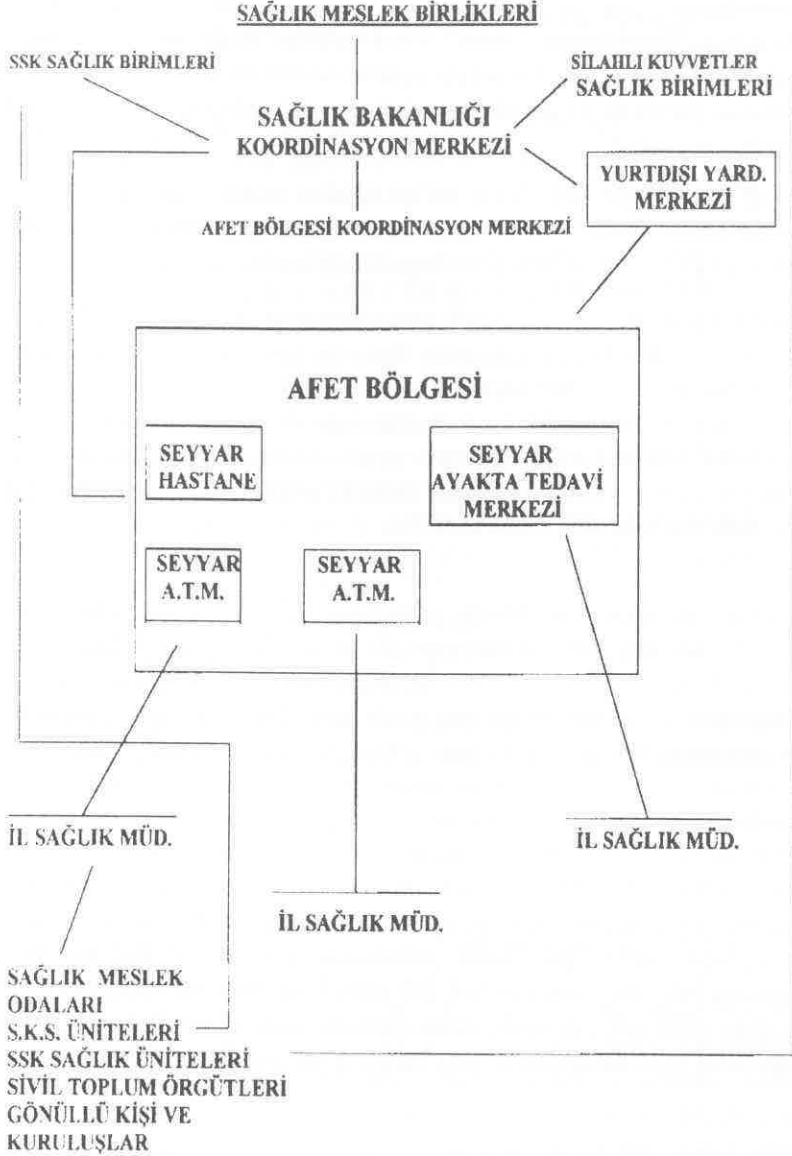 SAĞLIK MESLEK BİRLİKLERİ
SSK SAĞLIK BİRİMLERİ
SİLAHLI KUVVETLER
SAĞLIK BİRİMLERİ
SAĞLIK BAKANLIĞI
KOORDİNASYON MERKEZİ
YURTDIŞI YARD.
MERKEZİ
AFET BÖLGESİ KOORDİNASYON MERKEZİ
AFET BÖLGESİ
SEYYAR
HASTANE
SEYYAR
AYAKTA TEDAVİ
MERKEZİ
SEYYAR
A.T.M.
SEYYAR
A.T.M.
İL SAĞLIK MÜD.
İL SAĞLIK MÜD.
İL SAĞLIK MÜD.
SAĞLIK MESLEK
ODALARI
S.K.S. ÜNİTELERİ
SSK SAĞLIK ÜNİTELERİ
SİVİL TOPLUM ÖRGÜTLERİ
GÖNÜLLÜ KİŞİ VE
KURULUŞLAR